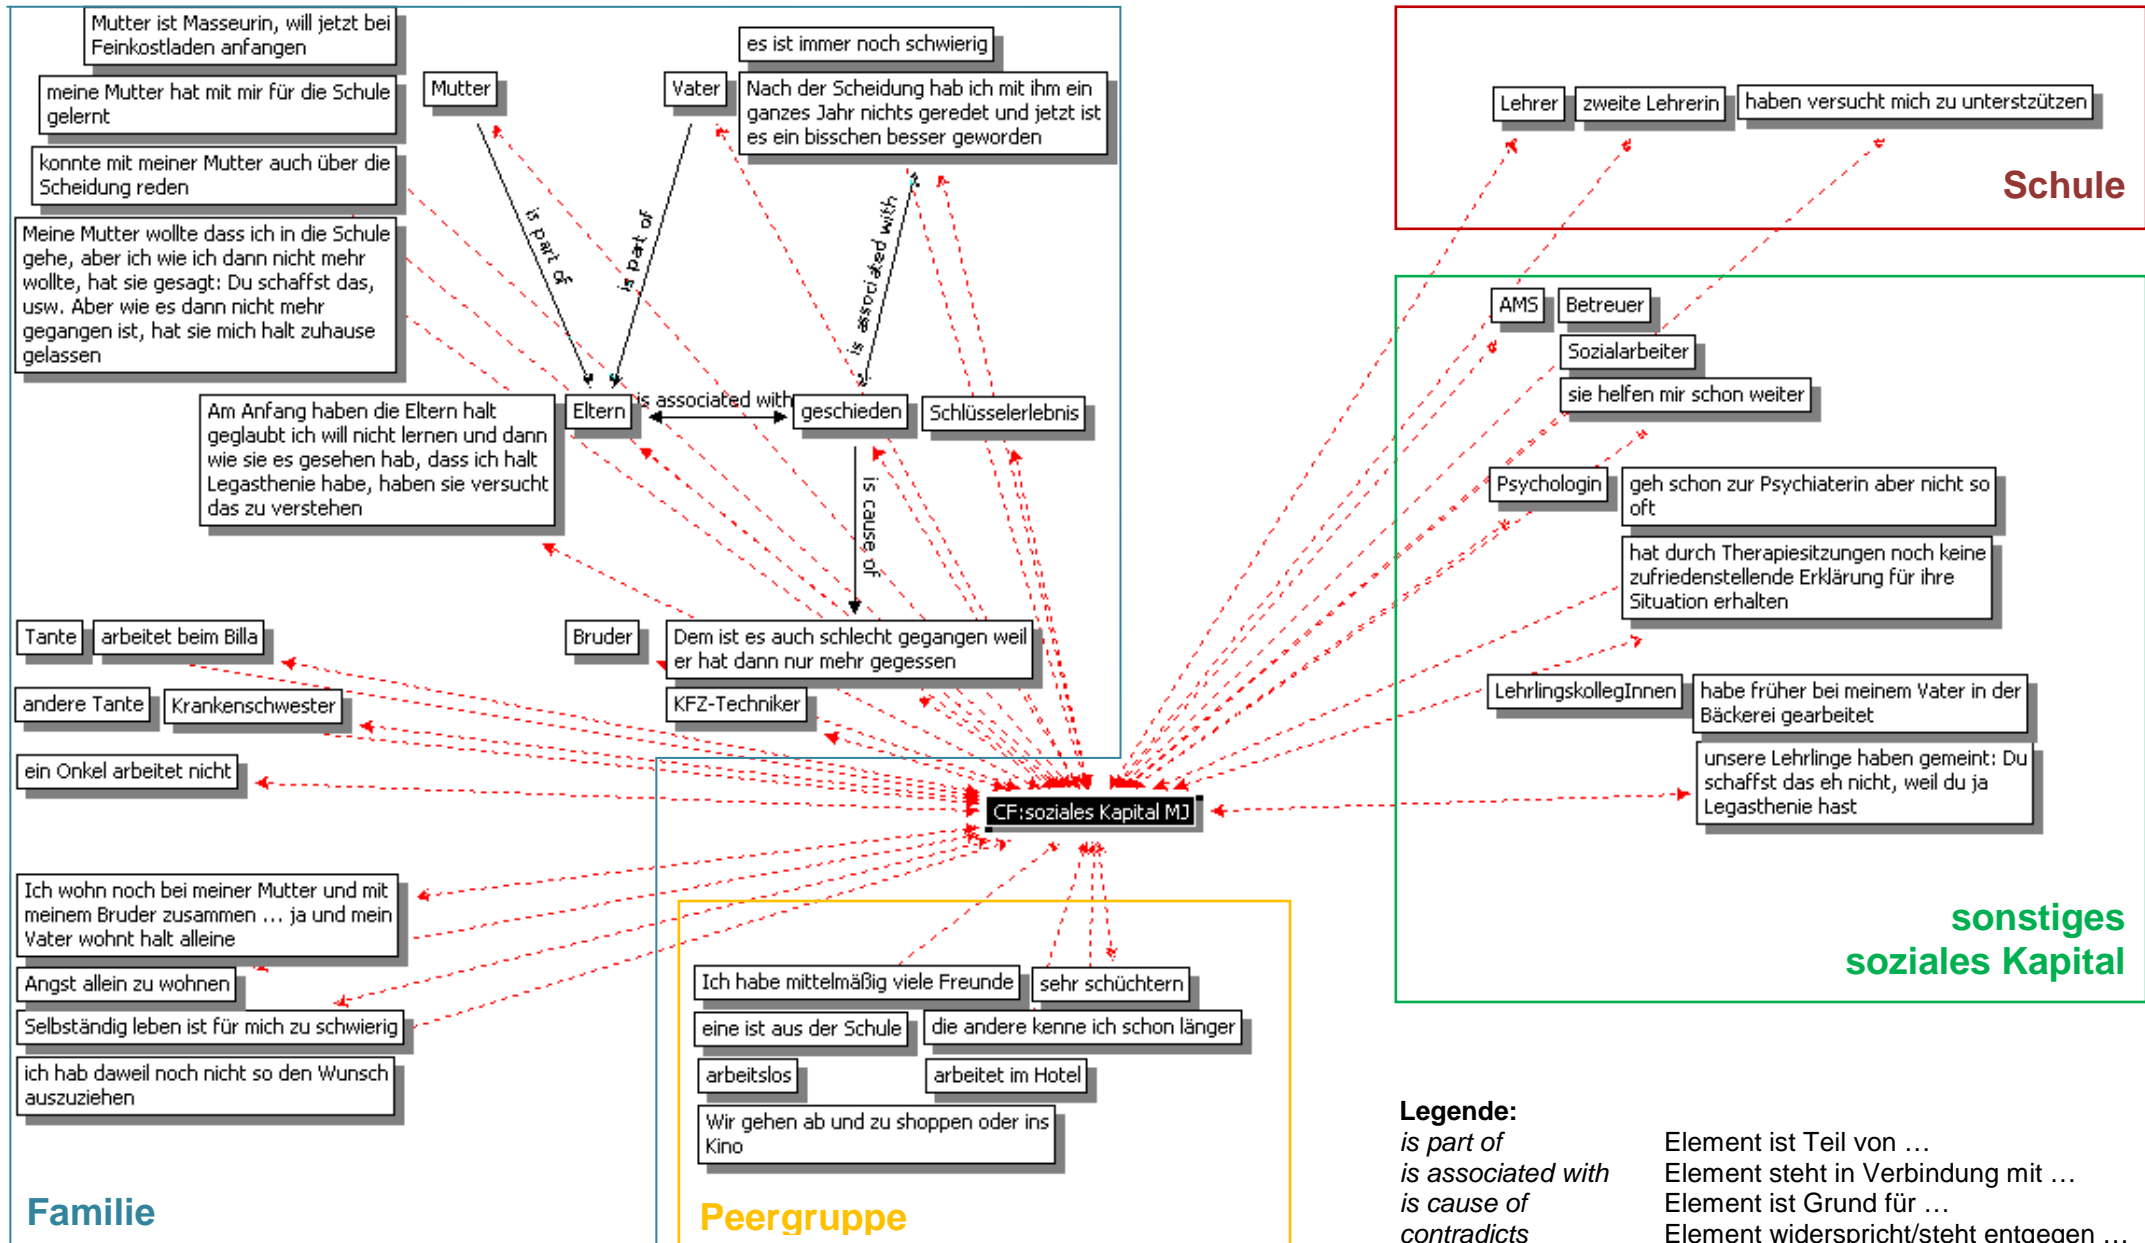 Mutter ist Masseurin, will jetzt bei
Feinkostladen anfangen
meine Mutter hat mit mir für die Schule
gelernt
konnte mit meiner Mutter auch über die
Scheidung reden
Meine Mutter wollte dass ich in die Schule
gehe, aber ich wie ich dann nicht mehr
wollte, hat sie gesagt: Du schaffst das,
usw. Aber wie es dann nicht mehr
gegangen ist, hat sie mich halt zuhause
gelassen
Mutter
Vater
es ist immer noch schwierig
Nach der Scheidung hab ich mit ihm ein
ganzes Jahr nichts geredet und jetzt ist
es ein bisschen besser geworden
is part of
is part of
is associated with
Eltern
is associated with
geschieden
Schlüsselerlebnis
Am Anfang haben die Eltern halt
geglaubt ich will nicht lernen und dann
wie sie es gesehen hab, dass ich halt
Legasthenie habe, haben sie versucht
das zu verstehen
is cause of
Tante
arbeitet beim Billa
Bruder
Dem ist es auch schlecht gegangen weil
er hat dann nur mehr gegessen
andere Tante
Krankenschwester
KFZ-Techniker
ein Onkel arbeitet nicht
CF:soziales Kapital MJ
Ich wohn noch bei meiner Mutter und mit
meinem Bruder zusammen ... ja und mein
Vater wohnt halt alleine
Angst allein zu wohnen
Selbständig leben ist für mich zu schwierig
ich hab daweil noch nicht so den Wunsch
auszuziehen
Familie
Ich habe mittelmäßig viele Freunde
sehr schüchtern
eine ist aus der Schule
die andere kenne ich schon länger
arbeitslos
arbeitet im Hotel
Wir gehen ab und zu shoppen oder ins
Kino
Peergruppe
Lehrer
zweite Lehrerin
haben versucht mich zu unterstzützen
Schule
AMS
Betreuer
Sozialarbeiter
sie helfen mir schon weiter
Psychologin
geh schon zur Psychiaterin aber nicht so
oft
hat durch Therapiesitzungen noch keine
zufriedenstellende Erklärung für ihre
Situation erhalten
LehrlingskollegInnen
habe früher bei meinem Vater in der
Bäckerei gearbeitet
unsere Lehrlinge haben gemeint: Du
schaffst das eh nicht, weil du ja
Legasthenie hast
sonstiges
soziales Kapital
Legende:
is part of Element ist Teil von …
is associated with Element steht in Verbindung mit …
is cause of Element ist Grund für …
contradicts Element widerspricht/steht entgegen …